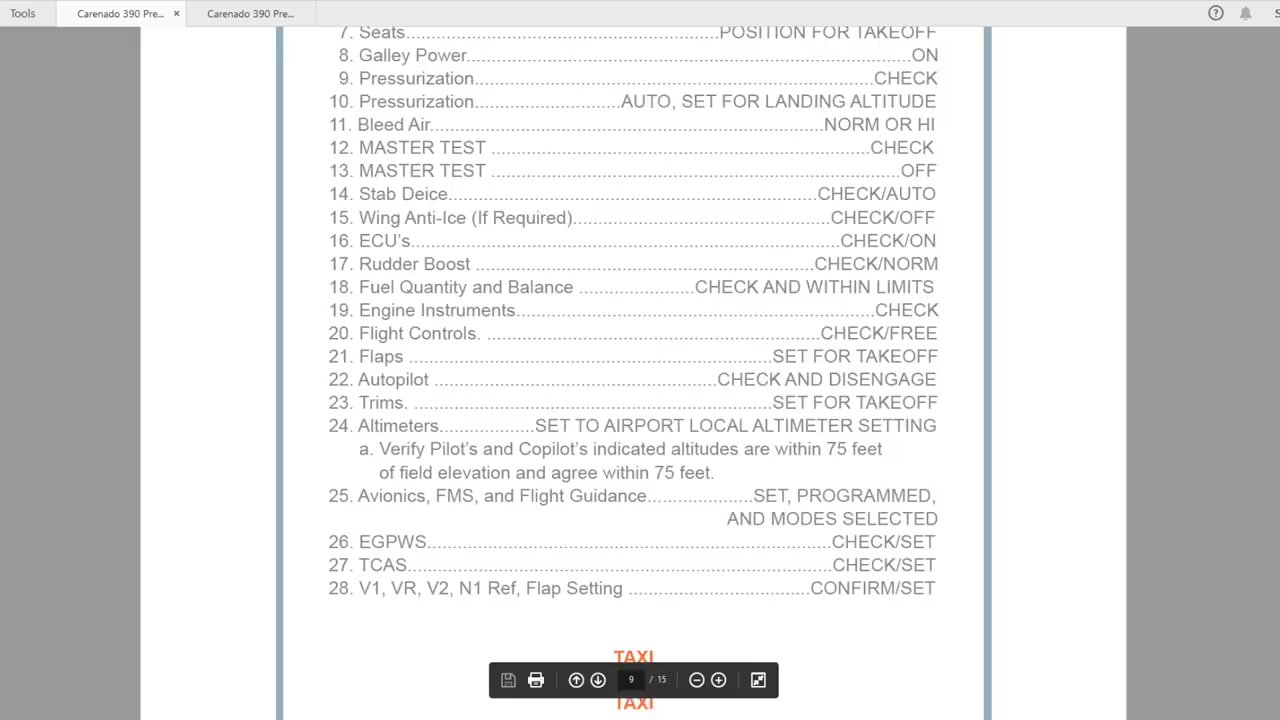 Tools
Carenado 390 Pre... ×
Carenado 390 Pre...
7. Seats......................................................POSITION FOR TAKEOFF
8. Galley Power...............................................................................ON
9. Pressurization.......................................................................CHECK
10. Pressurization..........................AUTO, SET FOR LANDING ALTITUDE
11. Bleed Air......................................................................NORM OR HI
12. MASTER TEST ...................................................................CHECK
13. MASTER TEST .........................................................................OFF
14. Stab Deice.................................................................CHECK/AUTO
15. Wing Anti-Ice (If Required)..............................................CHECK/OFF
16. ECU's............................................................................CHECK/ON
17. Rudder Boost ............................................................CHECK/NORM
18. Fuel Quantity and Balance ....................CHECK AND WITHIN LIMITS
19. Engine Instruments................................................................CHECK
20. Flight Controls. ............................................................CHECK/FREE
21. Flaps .................................................................SET FOR TAKEOFF
22. Autopilot ..................................................CHECK AND DISENGAGE
23. Trims. ................................................................SET FOR TAKEOFF
24. Altimeters.................SET TO AIRPORT LOCAL ALTIMETER SETTING
a. Verify Pilot's and Copilot's indicated altitudes are within 75 feet
of field elevation and agree within 75 feet.
25. Avionics, FMS, and Flight Guidance...................SET, PROGRAMMED,
AND MODES SELECTED
26. EGPWS........................................................................CHECK/SET
27. TCAS............................................................................CHECK/SET
28. V1, VR, V2, N1 Ref, Flap Setting ................................CONFIRM/SET
TAXI
9 / 15
TAXI